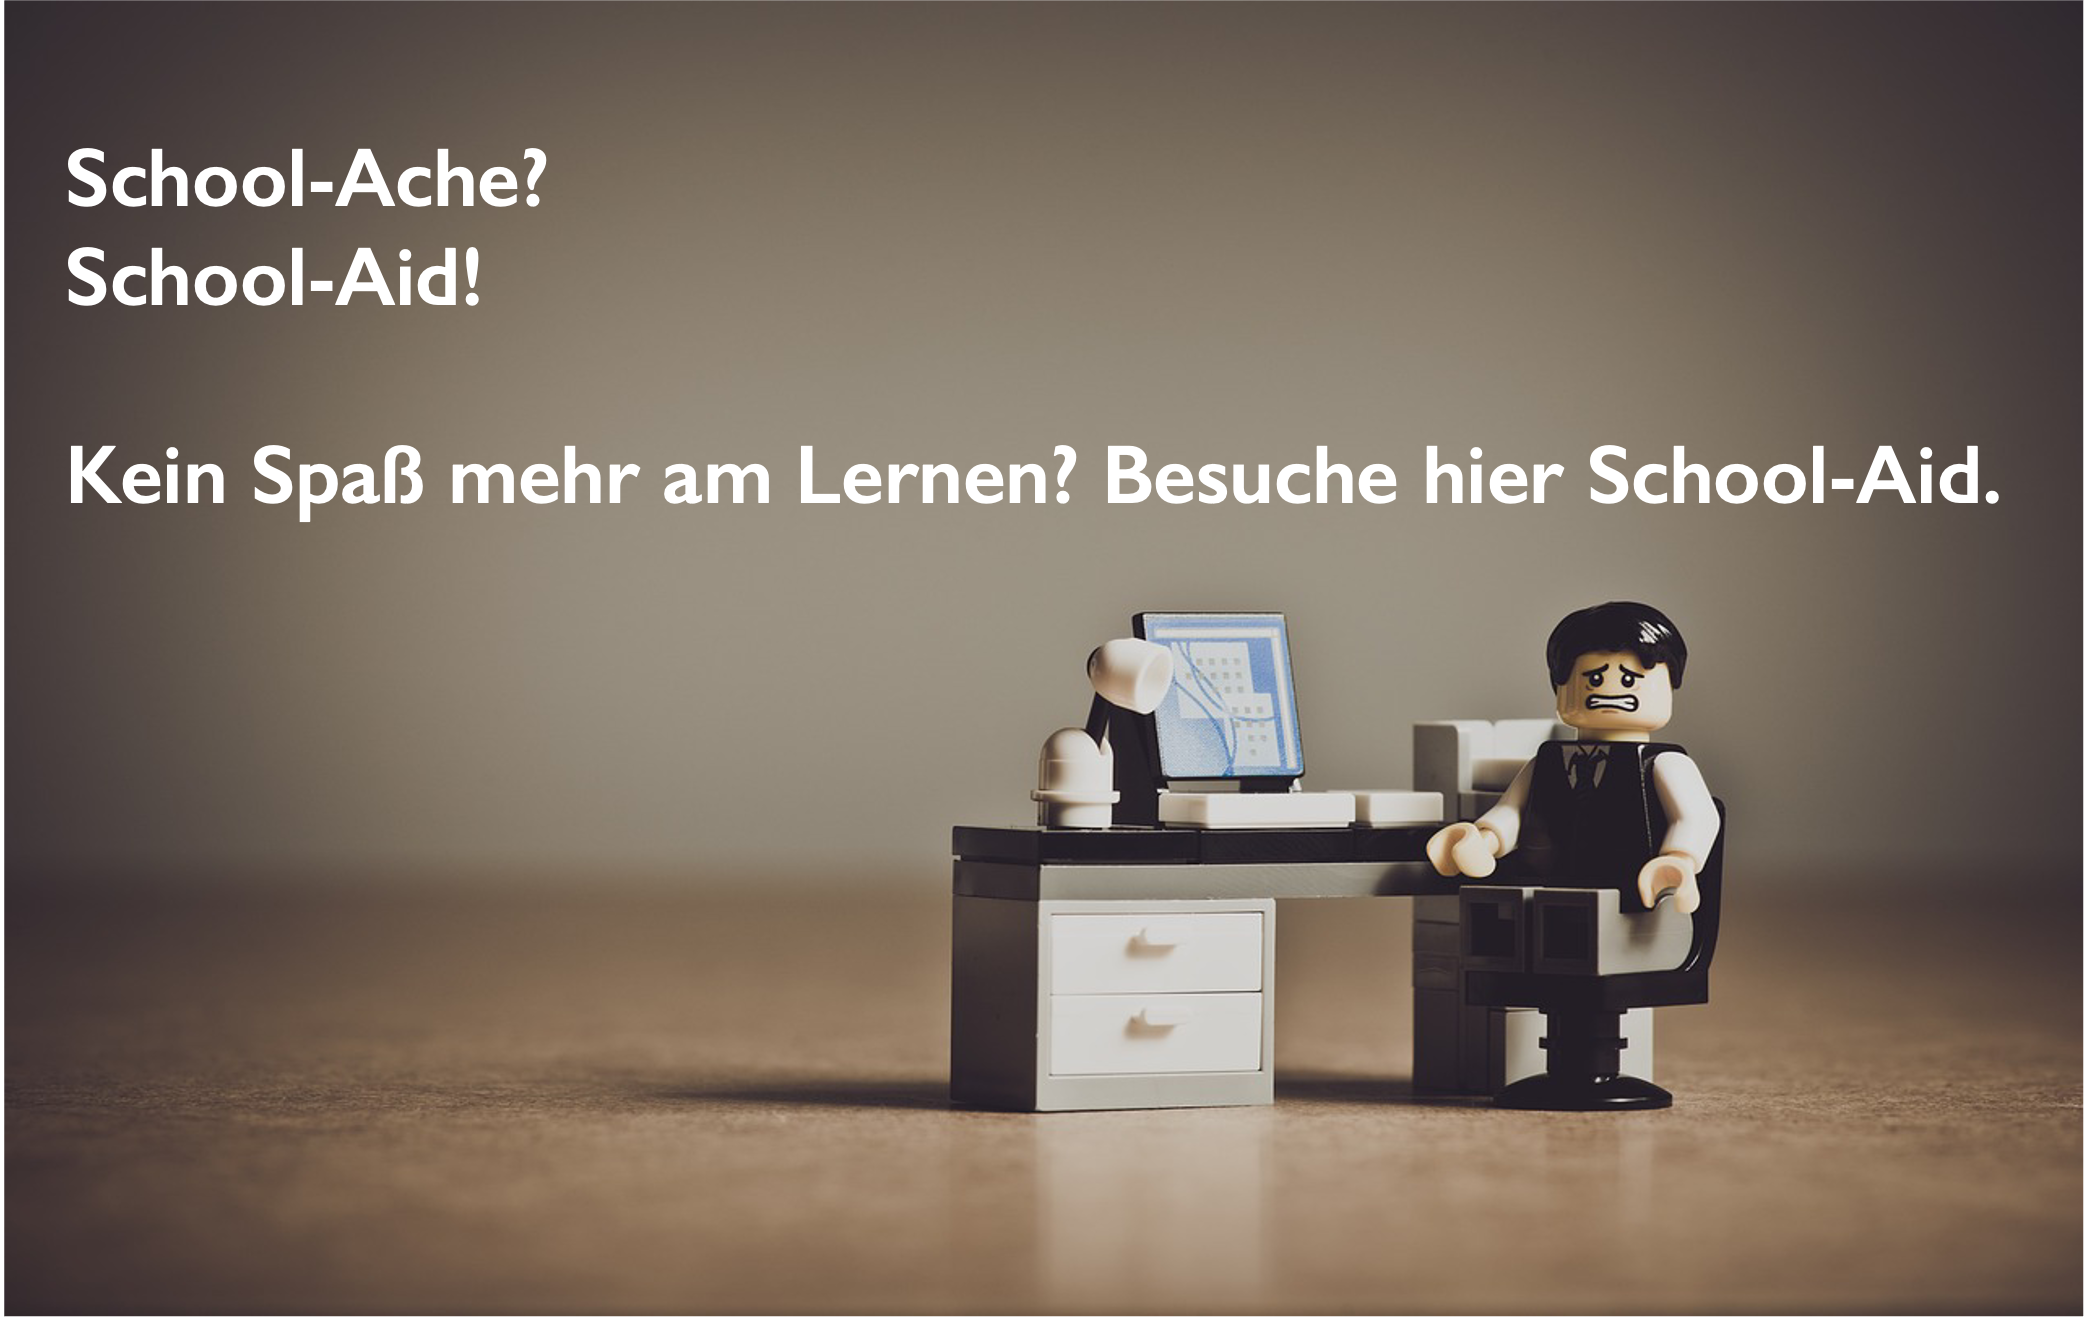 School-Ache?
School-Aid!
Kein Spaß mehr am Lernen? Besuche hier School-Aid.